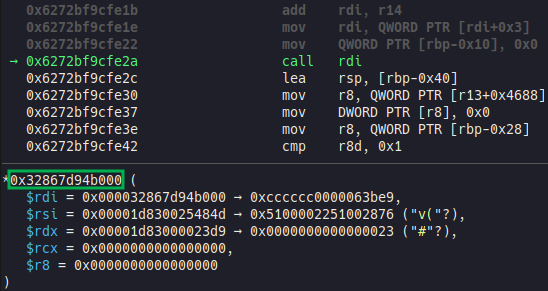 0x6272bf9cfe1b add rdi, r14
0x6272bf9cfe1e mov rdi, QWORD PTR [rdi+0x3]
0x6272bf9cfe22 mov QWORD PTR [rbp-0x10], 0x0
→ 0x6272bf9cfe2a call rdi
0x6272bf9cfe2c lea rsp, [rbp-0x40]
0x6272bf9cfe30 mov r8, QWORD PTR [r13+0x4688]
0x6272bf9cfe37 mov DWORD PTR [r8], 0x0
0x6272bf9cfe3e mov r8, QWORD PTR [rbp-0x28]
0x6272bf9cfe42 cmp r8d, 0x1
*0x32867d94b000 (
$rdi = 0x000032867d94b000 → 0xcccccc0000063be9,
$rsi = 0x00001d830025484d → 0x5100002251002876 ("v("?),
$rdx = 0x00001d83000023d9 → 0x0000000000000023 ("#"?),
$rcx = 0x0000000000000000,
$r8 = 0x0000000000000000
)